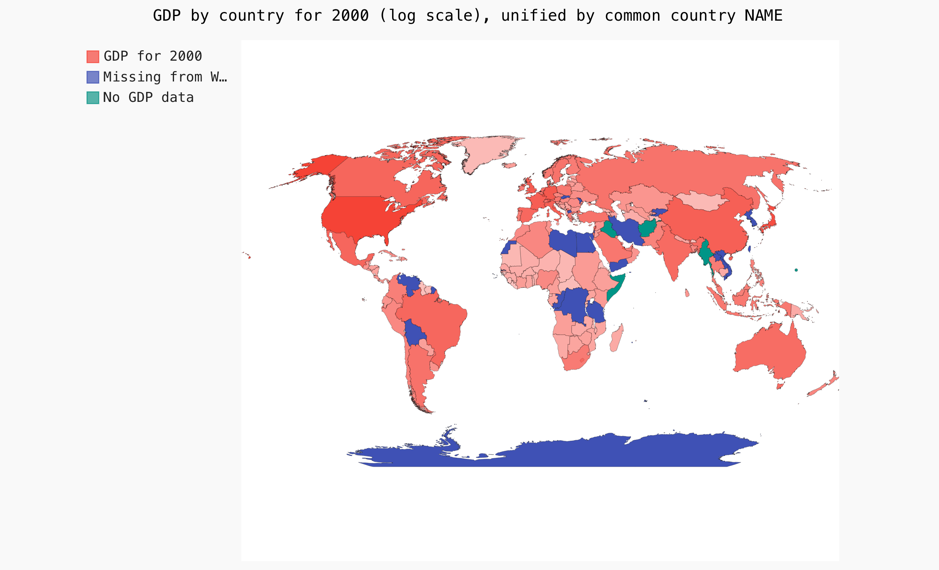 GDP by country for 2000 (log scale), unified by common country NAME
GDP for 2000
Missing from W…
No GDP data